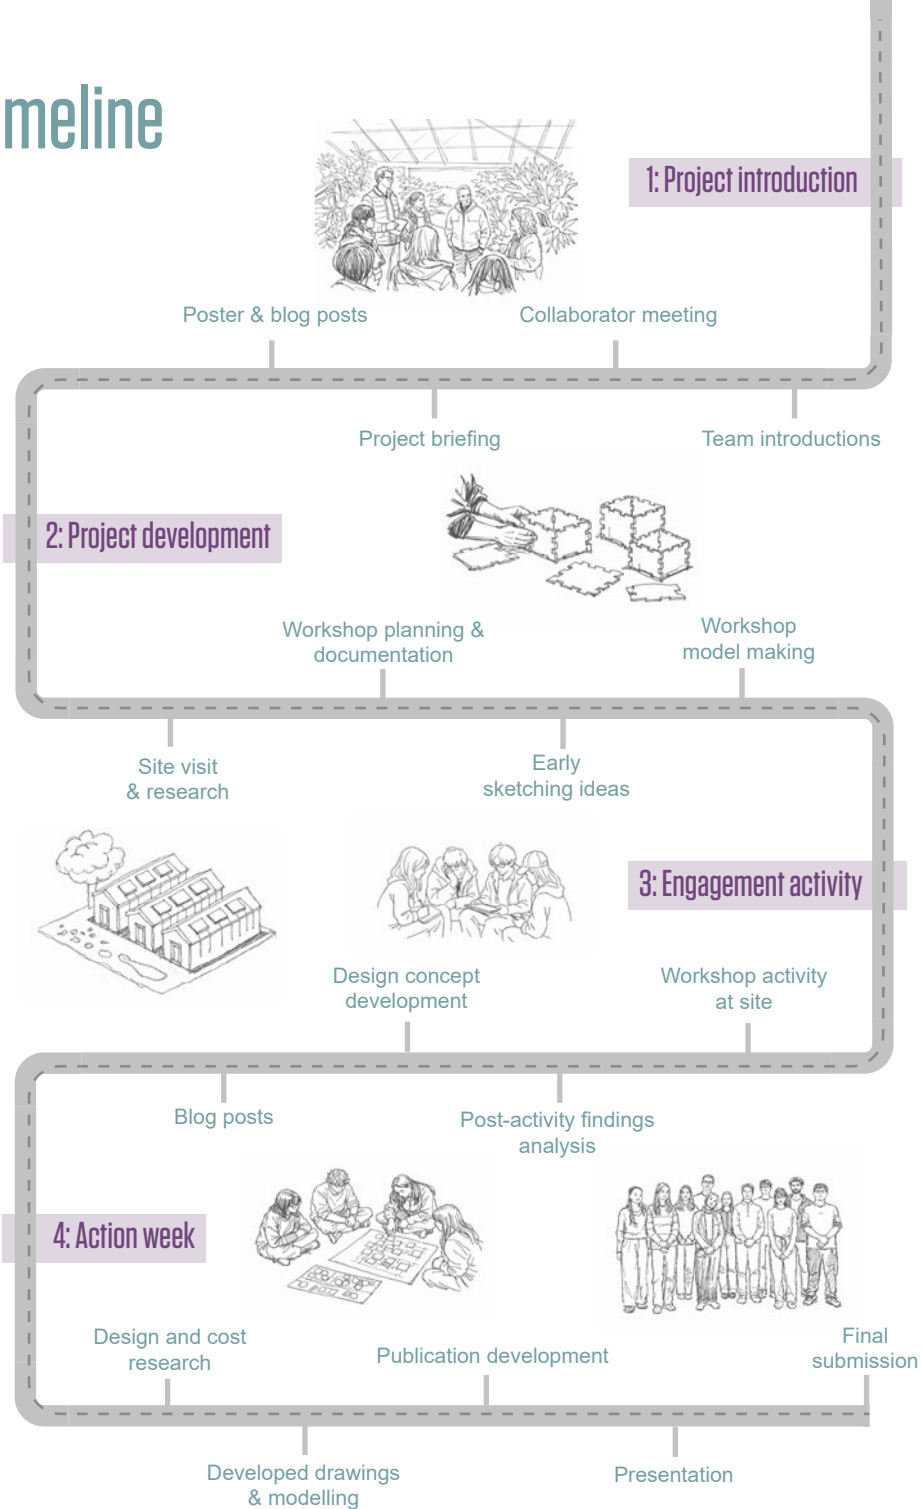 meline
1: Project introduction
Poster & blog posts
Collaborator meeting
Project briefing
Team introductions
2: Project development
Workshop planning &
documentation
Workshop
model making
Site visit
& research
Early
sketching ideas
3: Engagement activity
Design concept
development
Workshop activity
at site
Blog posts
Post-activity findings
analysis
4: Action week
Design and cost
research
Publication development
Final
submission
Developed drawings
& modelling
Presentation